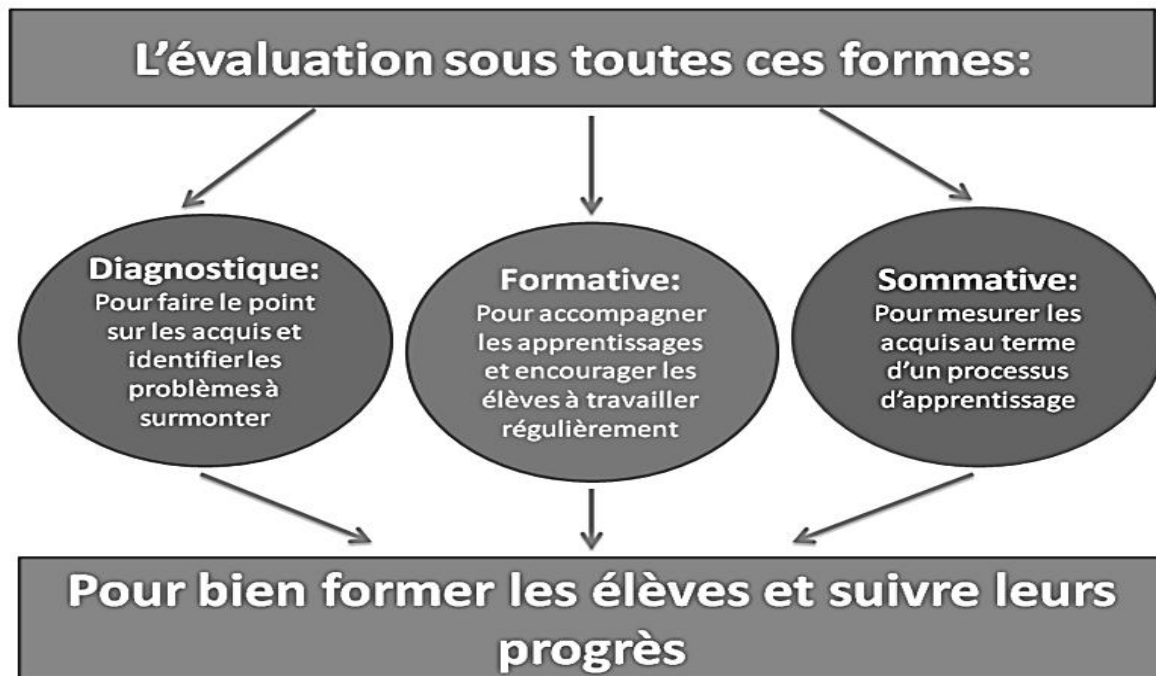 L'évaluation sous toutes ces formes:
Diagnostique:
Pour faire le point
sur les acquis et
identifier les
problèmes à
surmonter
Formative:
Pour accompagner
les apprentissages
et encourager les
élèves à travailler
régulièrement
Sommative:
Pour mesurer les
acquis au terme
d'un processus
d'apprentissage
Pour bien former les élèves et suivre leurs
progrès